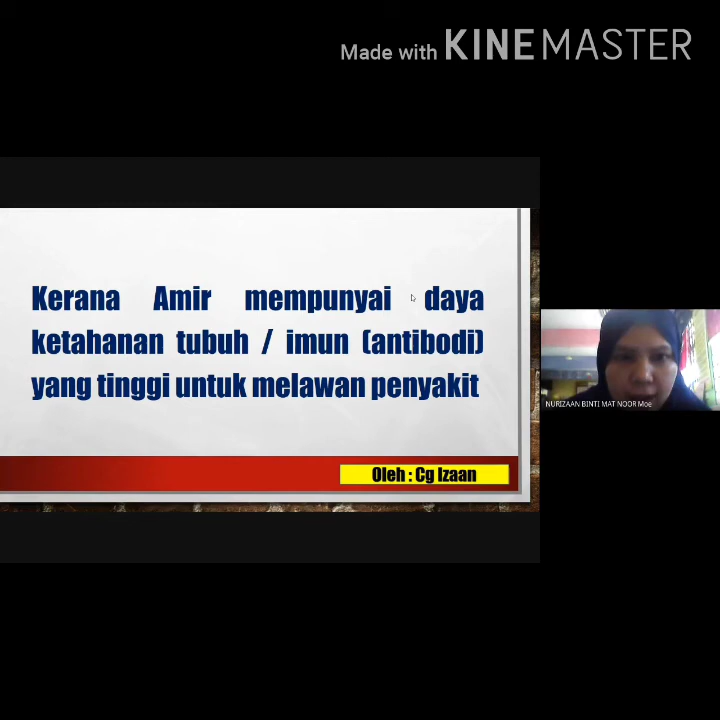 Made with KINEMASTER
Kerana Amir mempunyai daya
ketahanan tubuh / imun (antibodi)
yang tinggi untuk melawan penyakit
NURIZAAN BINTI MAT NOOR Moe
Oleh : Cg Izaan